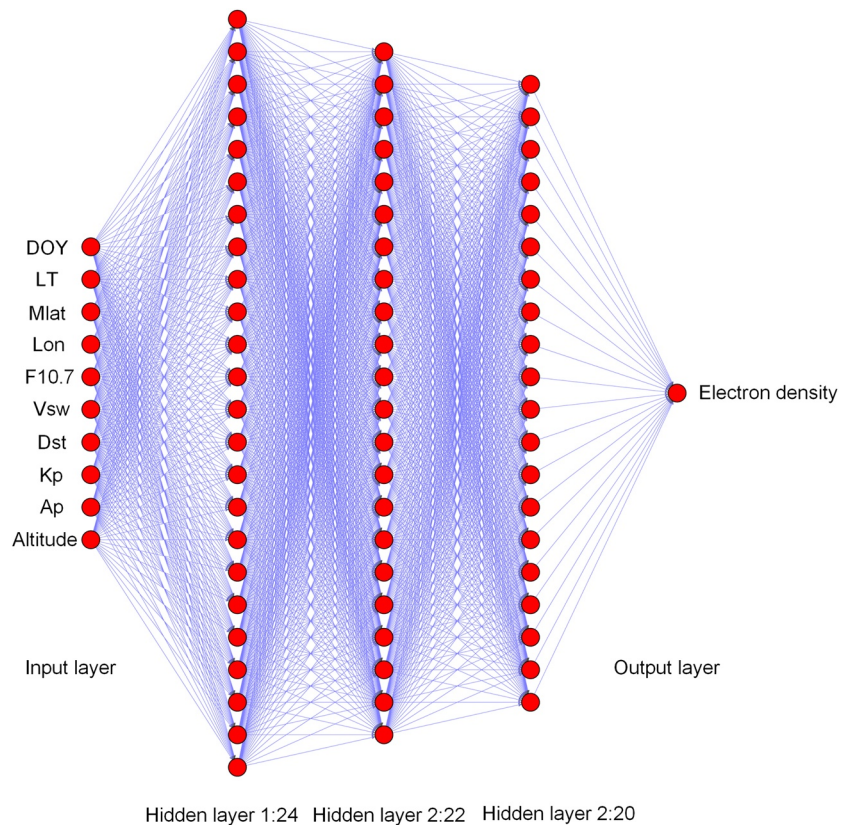 DOY
LT
Mlat
Lon
F10.7
Vsw
Dst
Kp
Ap
Altitude
Electron density
Input layer
Output layer
Hidden layer 1:24 Hidden layer 2:22 Hidden layer 2:20